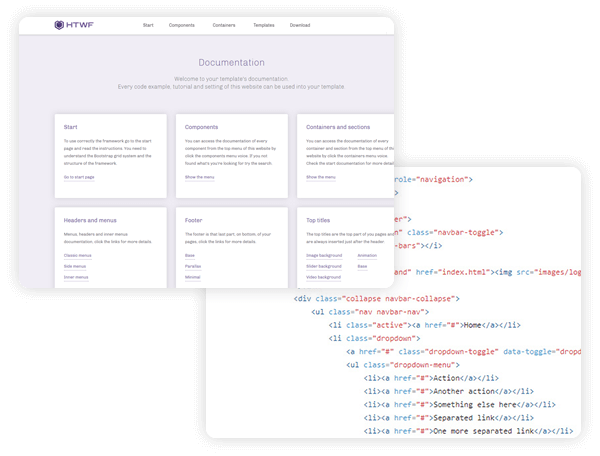 HTWF Start Components Containers Templates Download
Documentation
Welcome to your template's documentation.
Every code example, tutorial and setting of this website can be used into your template
Start
To use correctly the framework go to the start
page and read the instructions. You need to
understand the Bootstrap grid system and the
structure of the framework
Go to start page
Components
You can access the documentation of every
component from the top menu of this website by
click the components menu voice. If you not
found what's you're looking for try the search
Show the menu
Containers and sections
You can access the documentation of every
container and section from the top menu of th
website by click the containers menu voice.
Check the start documentation for more detail
Show the menu
Headers and menus
Menus, headers and inner menus
documentation, click the links for more details
Classic menus
Side menus
Inner menus
Footer
The footer is that last part, on bottom, of your
pages, click the links for more details.
Base
Parallax
Minimal
Top titles
The top titles are the top part of you pages and
are always inserted just after the header.
Image background Animation
Slider background Base
Video background
role="navigation">
>
er">
n" class="navbar-toggle">
-bars"></i>
and" href="index.html"><img src="images/log
<div class="collapse navbar-collapse">
<ul class="nav navbar-nav">
<li class="active"><a href="#">Home</a></li>
<li class="dropdown">
<a href="#" class="dropdown-toggle" data-toggle="dropd
<ul class="dropdown-menu">
<li><a href="#">Action</a></li>
<li><a href="#">Another action</a></li>
<li><a href="#">Something else here</a></li>
<li><a href="#">Separated link</a></li>
<li><a href="#">One more separated link</a></li>